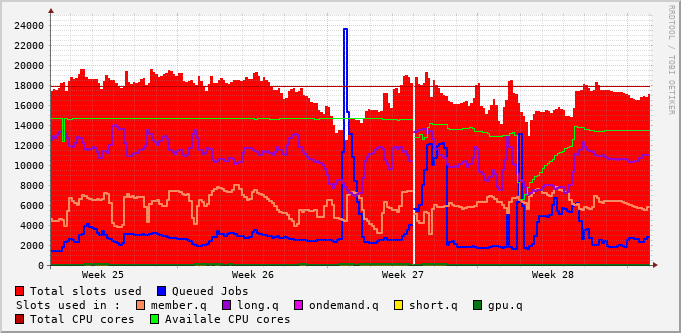 RRDTOOL / TOBI OETIKER
24000
22000
20000
18000
16000
14000
12000
10000
8000
6000
4000
2000
0
Week 25 Week 26 Week 27 Week 28
Total slots used Queued Jobs
Slots used in : member.q long.q ondemand.q short.q gpu.q
Total CPU cores Availale CPU cores